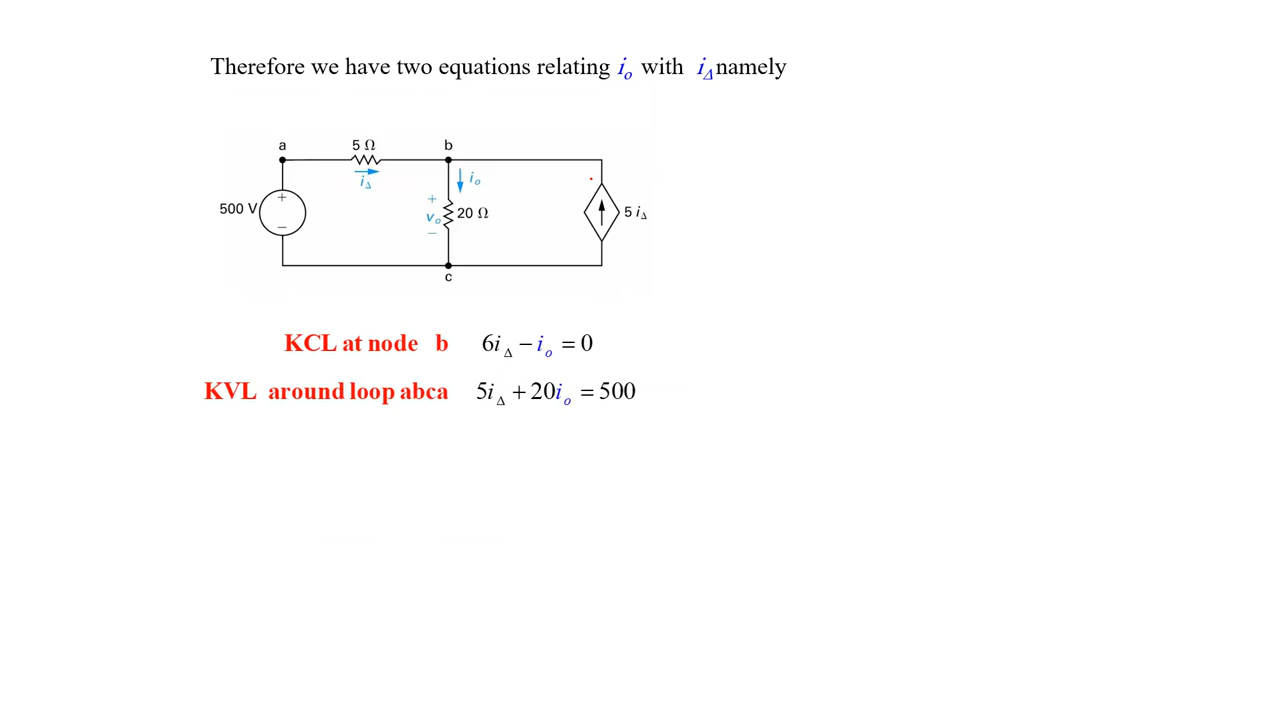 Therefore we have two equations relating i_o with i_Δ namely
a
5 Ω
b
i_Δ
i_o
500 V
+
−
+
v_o
−
20 Ω
5 i_Δ
c
KCL at node b 6i_Δ − i_o = 0
KVL around loop abca 5i_Δ + 20i_o = 500